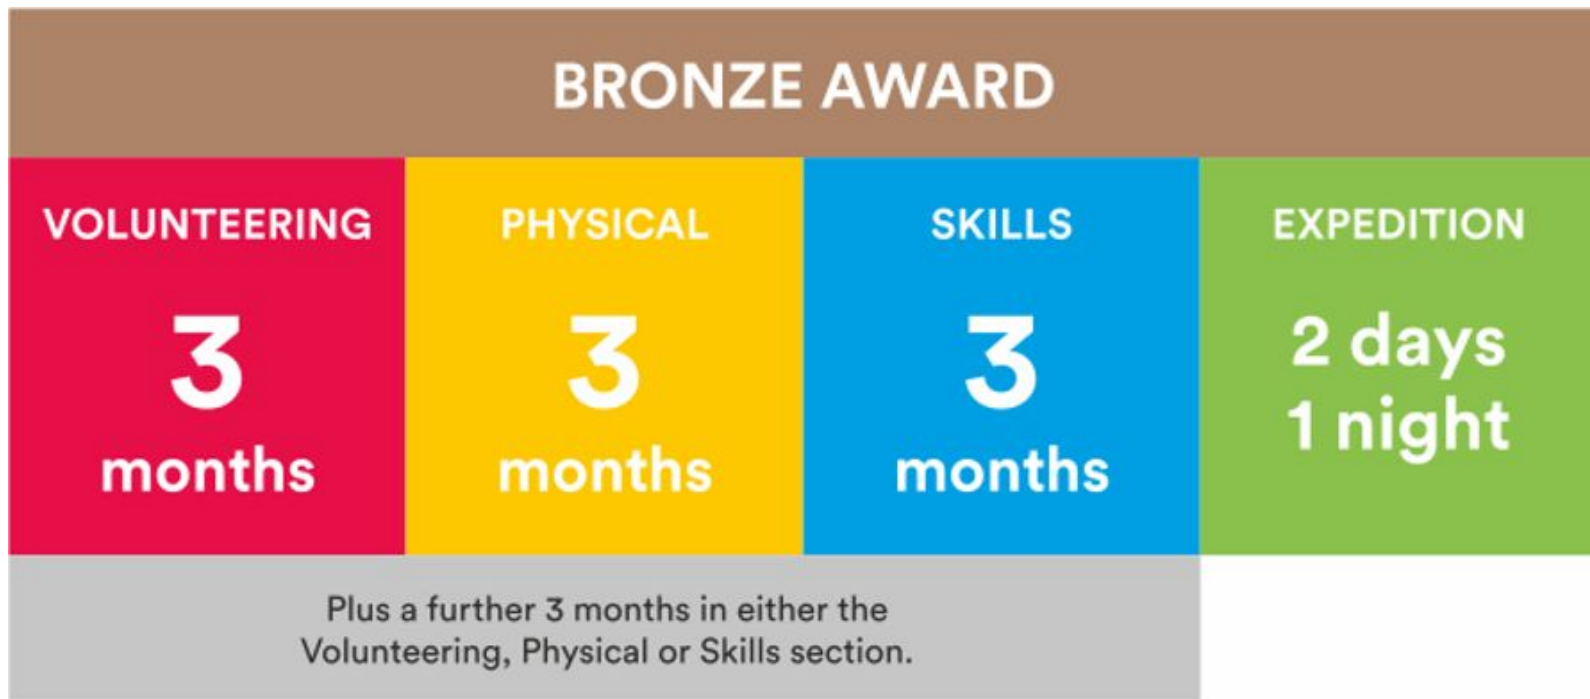 BRONZE AWARD
VOLUNTEERING
3
months
PHYSICAL
3
months
SKILLS
3
months
EXPEDITION
2 days
1 night
Plus a further 3 months in either the
Volunteering, Physical or Skills section.